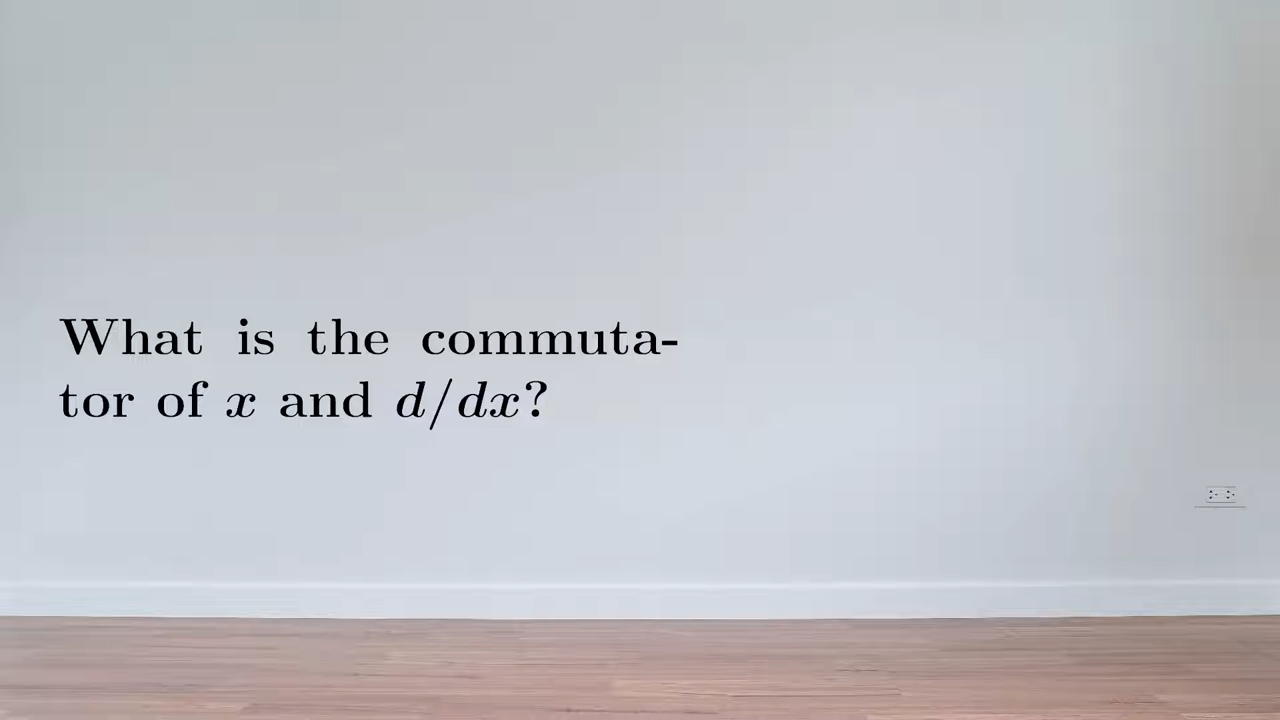 What is the commuta-
tor of x and d/dx?